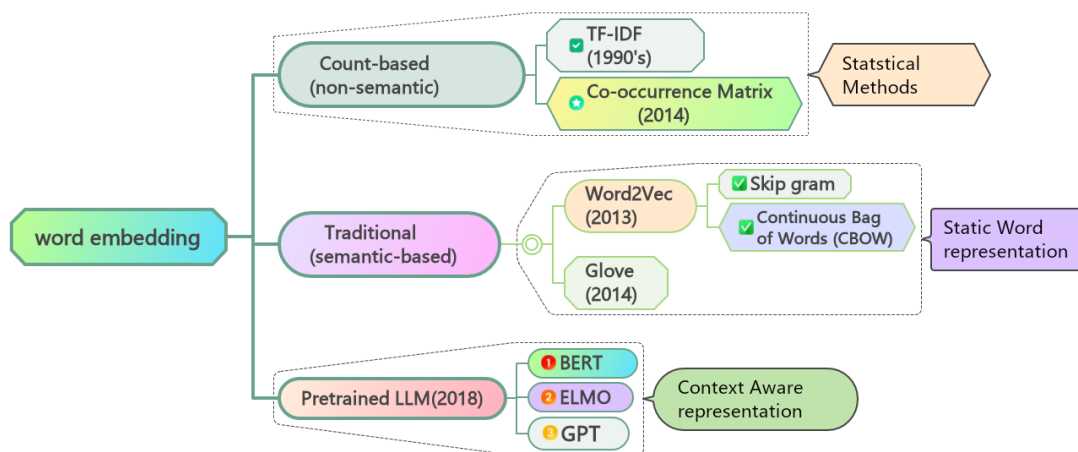 word embedding
Count-based
(non-semantic)
TF-IDF
(1990's)
Co-occurrence Matrix
(2014)
Statstical
Methods
Traditional
(semantic-based)
Word2Vec
(2013)
Skip gram
Continuous Bag
of Words (CBOW)
Glove
(2014)
Static Word
representation
Pretrained LLM(2018)
1 BERT
2 ELMO
3 GPT
Context Aware
representation